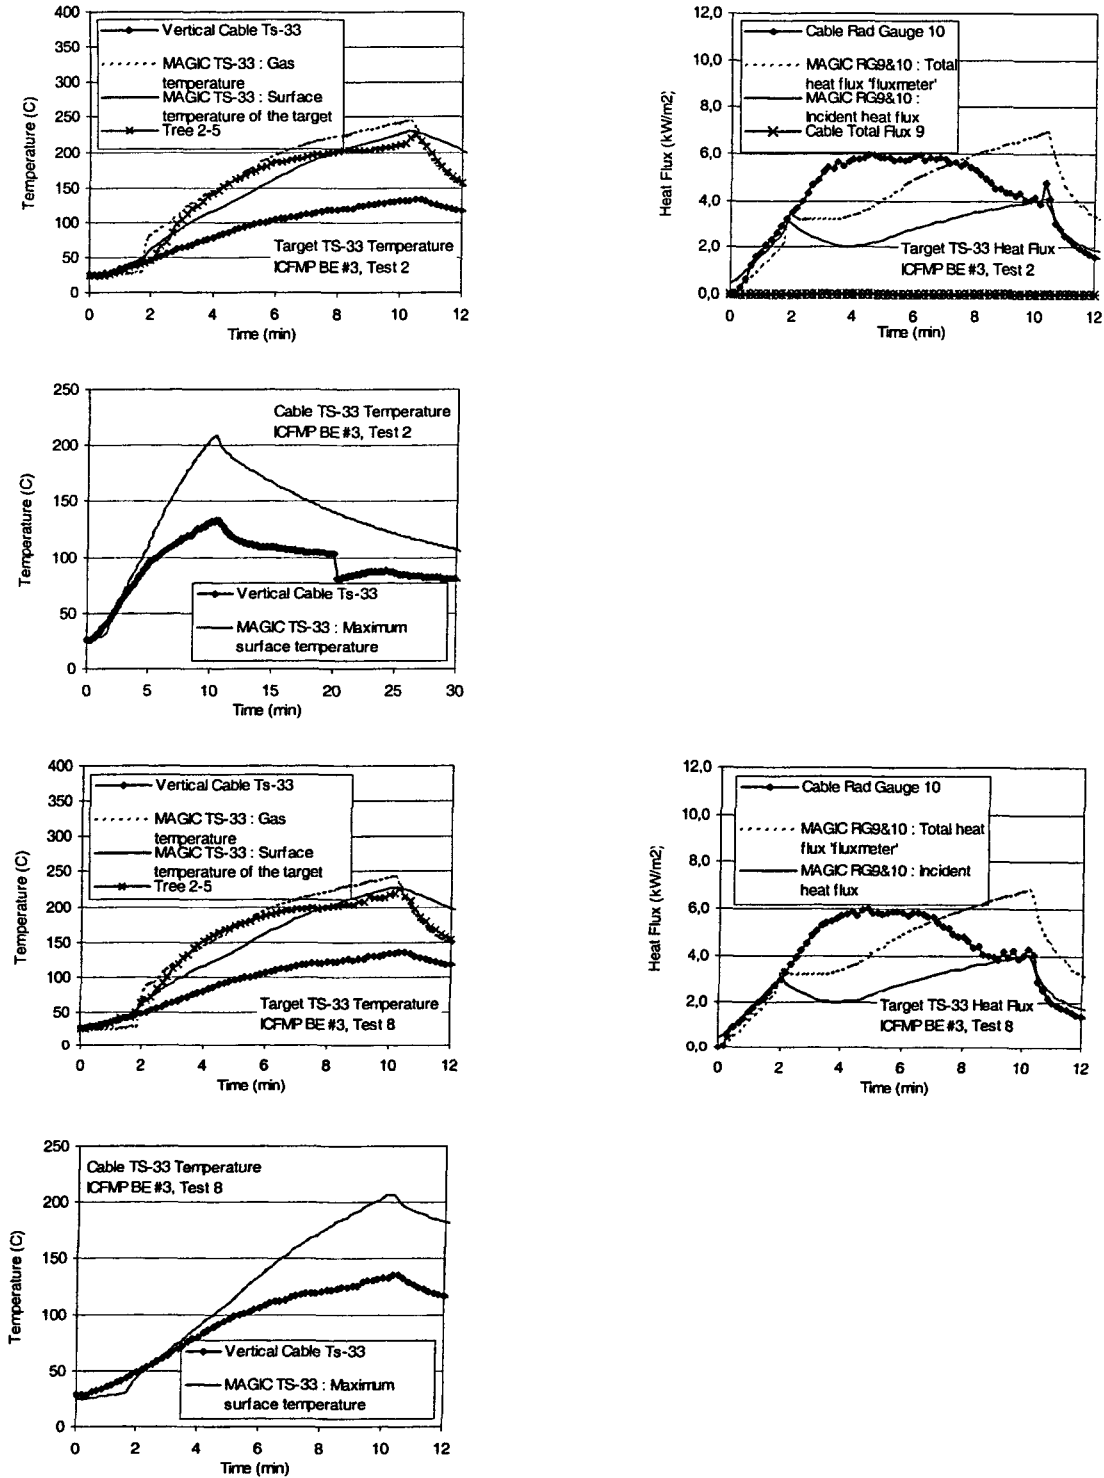 400
350
300
250
200
150
100
50
0
Temperature (C)
Vertical Cable Ts-33
MAGIC TS-33 : Gas
temperature
MAGIC TS-33 : Surface
temperature of the target
Tree 2-5
Target TS-33 Temperature
ICFMP BE #3, Test 2
0 2 4 6 8 10 12
Time (min)
12,0
10,0
8,0
6,0
4,0
2,0
0,0
Heat Flux (kW/m2;
Cable Rad Gauge 10
MAGIC RG9&10 : Total
heat flux 'fluxmeter'
MAGIC RG9&10 :
Incident heat flux
Cable Total Flux 9
Target TS-33 Heat Flux
ICFMP BE #3, Test 2
0 2 4 6 8 10 12
Time (min)
250
200
150
100
50
0
Temperature (C)
Cable TS-33 Temperature
ICFMP BE #3, Test 2
Vertical Cable Ts-33
MAGIC TS-33 : Maximum
surface temperature
0 5 10 15 20 25 30
Time (min)
400
350
300
250
200
150
100
50
0
Temperature (C)
Vertical Cable Ts-33
MAGIC TS-33 : Gas
temperature
MAGIC TS-33 : Surface
temperature of the target
Tree 2-5
Target TS-33 Temperature
ICFMP BE #3, Test 8
0 2 4 6 8 10 12
Time (min)
12,0
10,0
8,0
6,0
4,0
2,0
0,0
Heat Flux (kW/m2;
Cable Rad Gauge 10
MAGIC RG9&10 : Total heat
flux 'fluxmeter'
MAGIC RG9&10 : Incident
heat flux
Target TS-33 Heat Flux
ICFMP BE #3, Test 8
0 2 4 6 8 10 12
Time (min)
250
200
150
100
50
0
Temperature (C)
Cable TS-33 Temperature
ICFMP BE #3, Test 8
Vertical Cable Ts-33
MAGIC TS-33 : Maximum
surface temperature
0 2 4 6 8 10 12
Time (min)